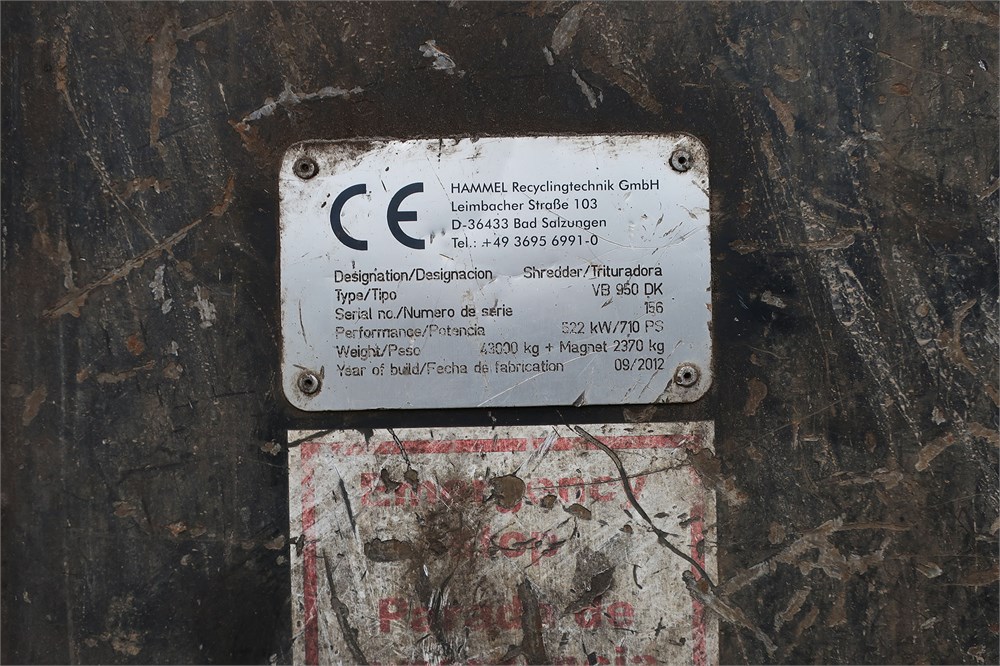 CE
HAMMEL Recyclingtechnik GmbH
Leimbacher Straße 103
D-36433 Bad Salzungen
Tel.: +49 3695 6991-0
Designation/Designacion Shredder/Trituradora
Type/Tipo VB 950 DK
Serial no./Numero de serie 156
Performance/Potencia 522 kW/710 PS
Weight/Peso 43000 kg + Magnet 2370 kg
Year of build/Fecha de fabrication 09/2012
Emergency
stop
Parada de